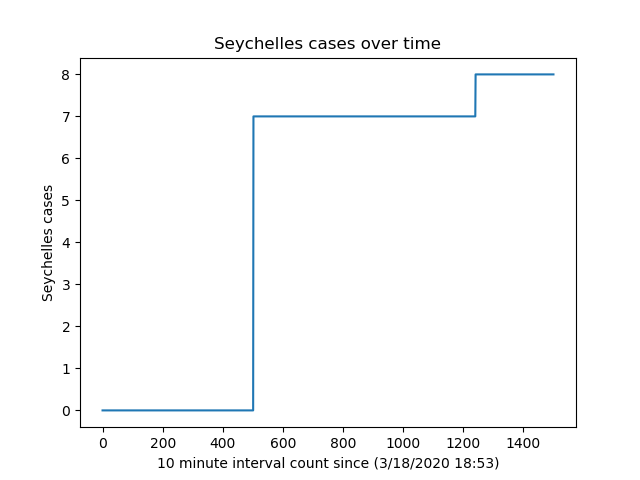 Seychelles cases over time
Seychelles cases
8
7
6
5
4
3
2
1
0
0 200 400 600 800 1000 1200 1400
10 minute interval count since (3/18/2020 18:53)